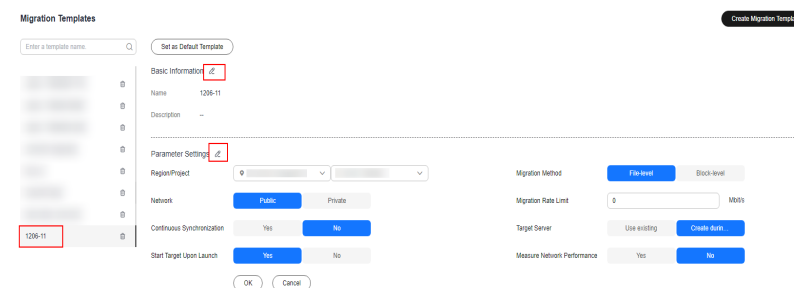 Migration Templates
Create Migration Templa
Enter a template name.
Set as Default Template
Basic Information
Name 1206-11
Description --
Parameter Settings
Region/Project
Migration Method File-level Block-level
Network Public Private
Migration Rate Limit 0 Mbit/s
1206-11
Continuous Synchronization Yes No
Target Server Use existing Create durin...
Start Target Upon Launch Yes No
Measure Network Performance Yes No
OK Cancel